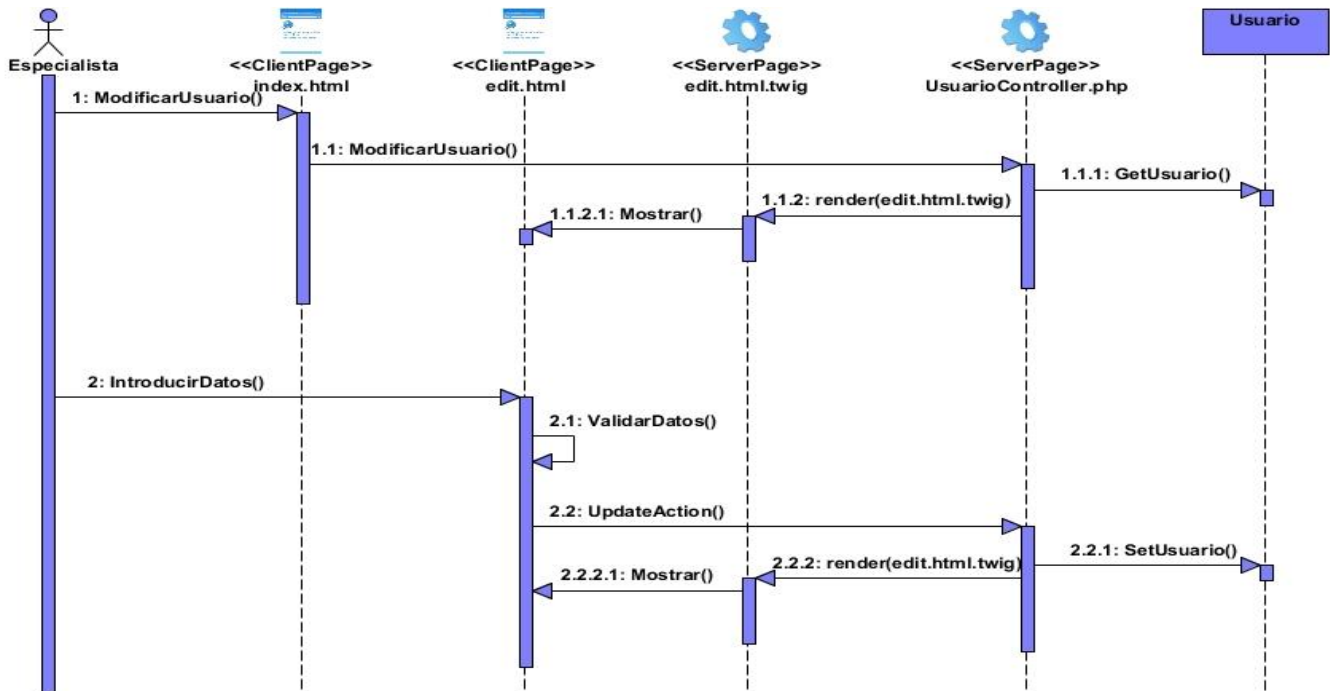 Usuario
Especialista
<<ClientPage>>
index.html
<<ClientPage>>
edit.html
<<ServerPage>>
edit.html.twig
<<ServerPage>>
UsuarioController.php
1: ModificarUsuario()
1.1: ModificarUsuario()
1.1.1: GetUsuario()
1.1.2: render(edit.html.twig)
1.1.2.1: Mostrar()
2: IntroducirDatos()
2.1: ValidarDatos()
2.2: UpdateAction()
2.2.1: SetUsuario()
2.2.2: render(edit.html.twig)
2.2.2.1: Mostrar()